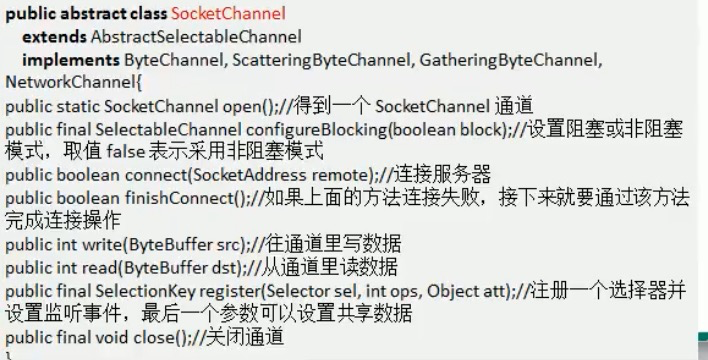 public abstract class SocketChannel
extends AbstractSelectableChannel
implements ByteChannel, ScatteringByteChannel, GatheringByteChannel,
NetworkChannel{
public static SocketChannel open();//得到一个 SocketChannel 通道
public final SelectableChannel configureBlocking(boolean block);//设置阻塞或非阻塞
模式，取值 false 表示采用非阻塞模式
public boolean connect(SocketAddress remote);//连接服务器
public boolean finishConnect();//如果上面的方法连接失败，接下来就要通过该方法
完成连接操作
public int write(ByteBuffer src);//往通道里写数据
public int read(ByteBuffer dst);//从通道里读数据
public final SelectionKey register(Selector sel, int ops, Object att);//注册一个选择器并
设置监听事件，最后一个参数可以设置共享数据
public final void close();//关闭通道
}